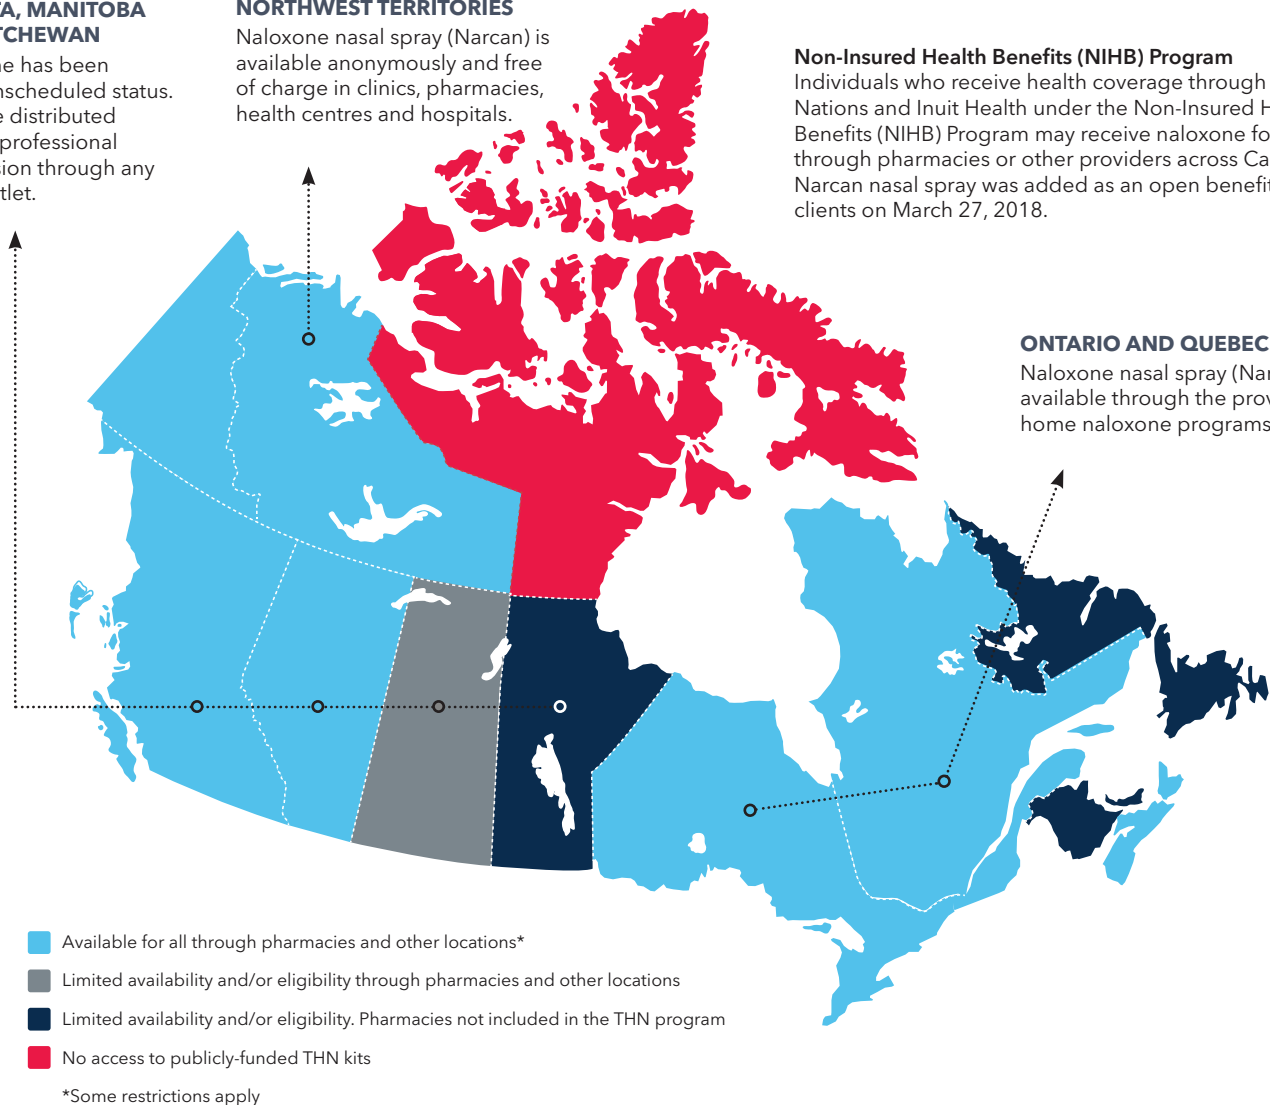 TA, MANITOBA
TCHEWAN
ne has been
nscheduled status.
e distributed
professional
sion through any
tlet.
NORTHWEST TERRITORIES
Naloxone nasal spray (Narcan) is
available anonymously and free
of charge in clinics, pharmacies,
health centres and hospitals.
Non-Insured Health Benefits (NIHB) Program
Individuals who receive health coverage through
Nations and Inuit Health under the Non-Insured H
Benefits (NIHB) Program may receive naloxone fo
through pharmacies or other providers across Ca
Narcan nasal spray was added as an open benefit
clients on March 27, 2018.
ONTARIO AND QUEBEC
Naloxone nasal spray (Nar
available through the prov
home naloxone programs
Available for all through pharmacies and other locations*
Limited availability and/or eligibility through pharmacies and other locations
Limited availability and/or eligibility. Pharmacies not included in the THN program
No access to publicly-funded THN kits
*Some restrictions apply